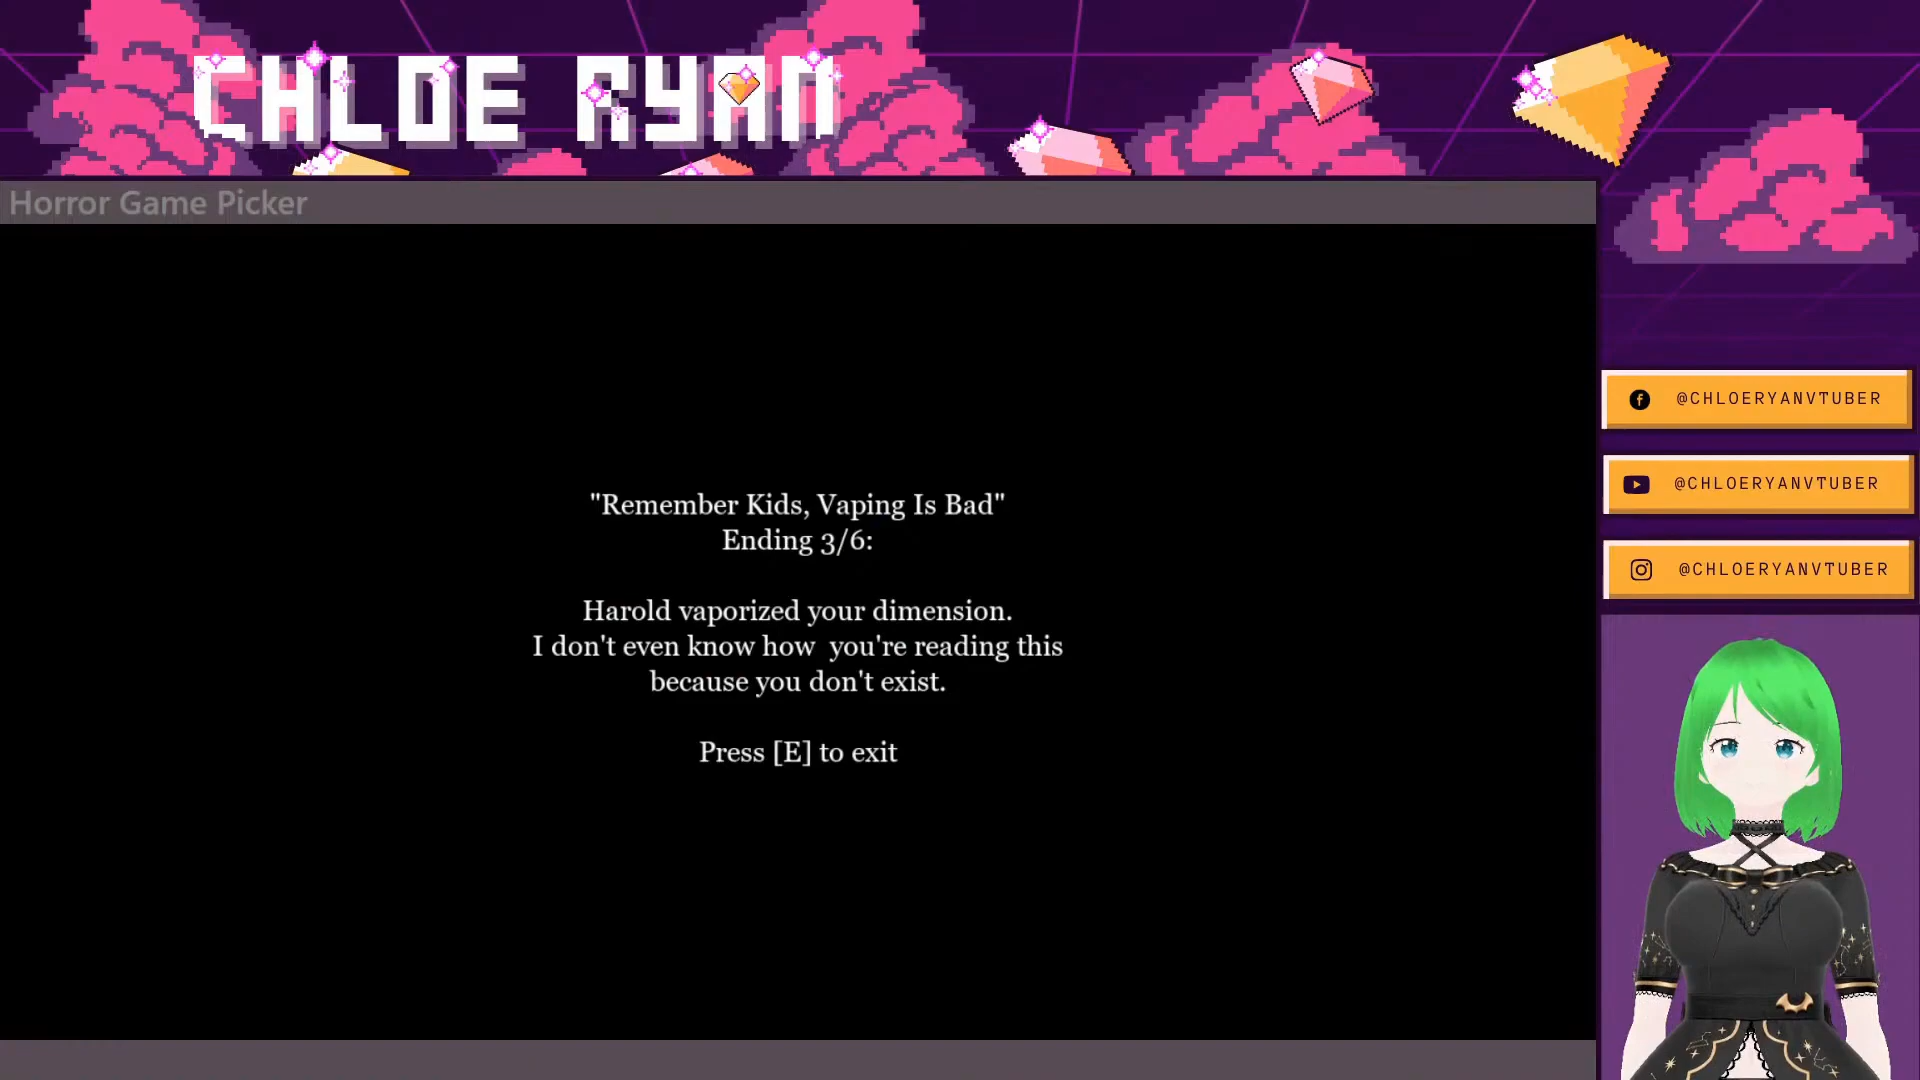 CHLOE RYAN
Horror Game Picker
"Remember Kids, Vaping Is Bad"
Ending 3/6:
Harold vaporized your dimension.
I don't even know how  you're reading this
because you don't exist.
Press [E] to exit
@CHLOERYANVTUBER
@CHLOERYANVTUBER
@CHLOERYANVTUBER